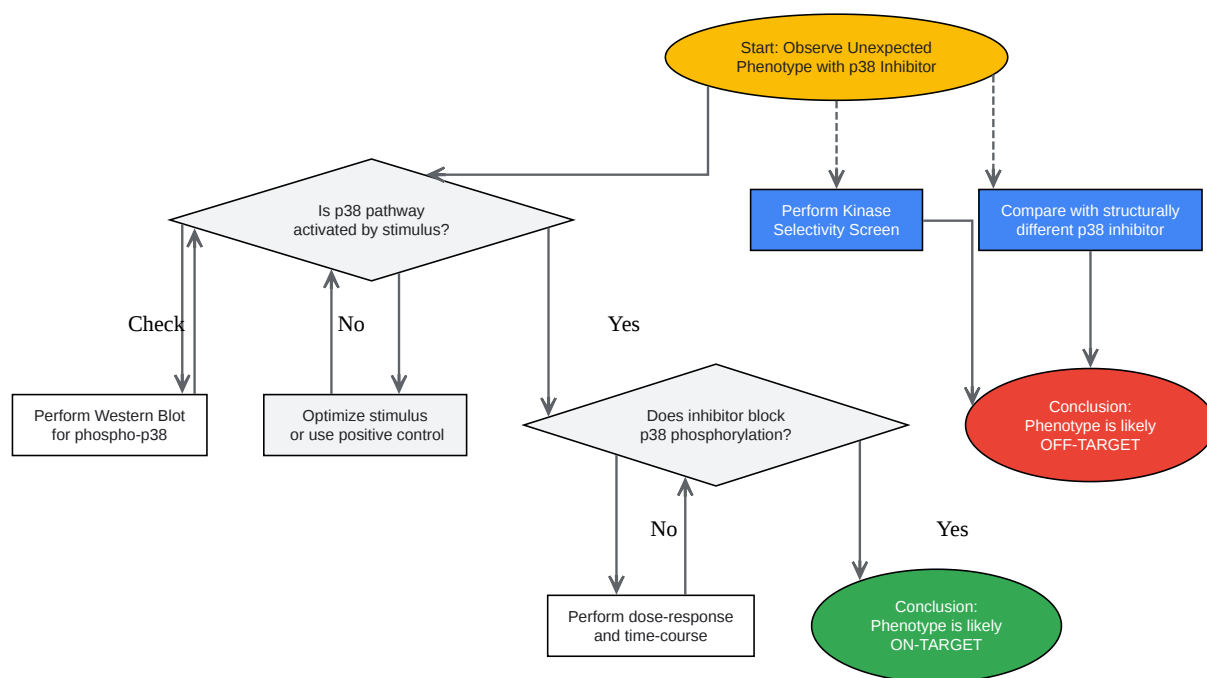 Start: Observe Unexpected
Phenotype with p38 Inhibitor
Is p38 pathway
activated by stimulus?
Perform Kinase
Selectivity Screen
Compare with structurally
different p38 inhibitor
Check
No
Yes
Perform Western Blot
for phospho-p38
Optimize stimulus
or use positive control
Does inhibitor block
p38 phosphorylation?
Conclusion:
Phenotype is likely
OFF-TARGET
No
Yes
Perform dose-response
and time-course
Conclusion:
Phenotype is likely
ON-TARGET